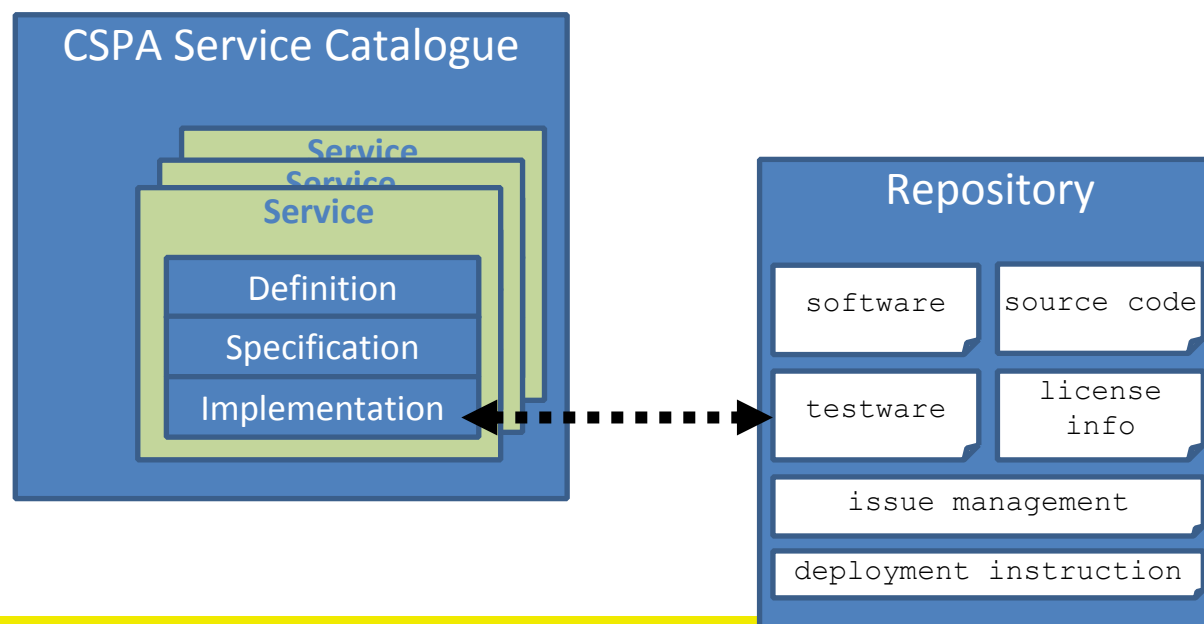 CSPA Service Catalogue
Service
Service
Service
Definition
Specification
Implementation
Repository
software
source code
testware
license
info
issue management
deployment instruction